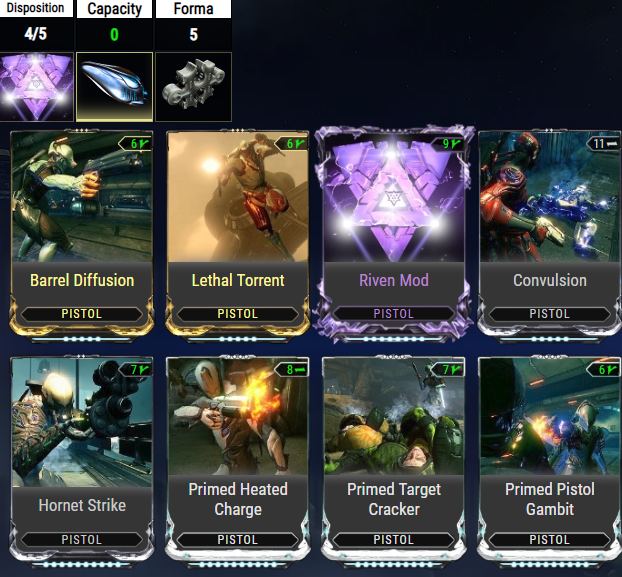 Disposition Capacity Forma
4/5 0 5
6 6 9 11
Barrel Diffusion Lethal Torrent Riven Mod Convulsion
PISTOL PISTOL PISTOL PISTOL
7 8 7 6
Hornet Strike Primed Heated Primed Target Primed Pistol
Charge Cracker Gambit
PISTOL PISTOL PISTOL PISTOL